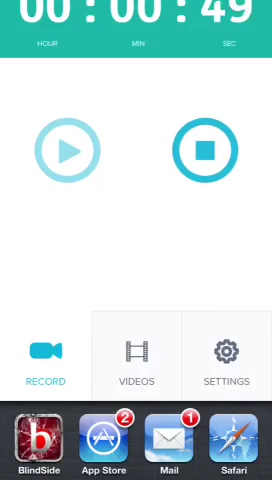 00 : 00 : 49
HOUR MIN SEC
RECORD VIDEOS SETTINGS
b 2 1
BlindSide App Store Mail Safari